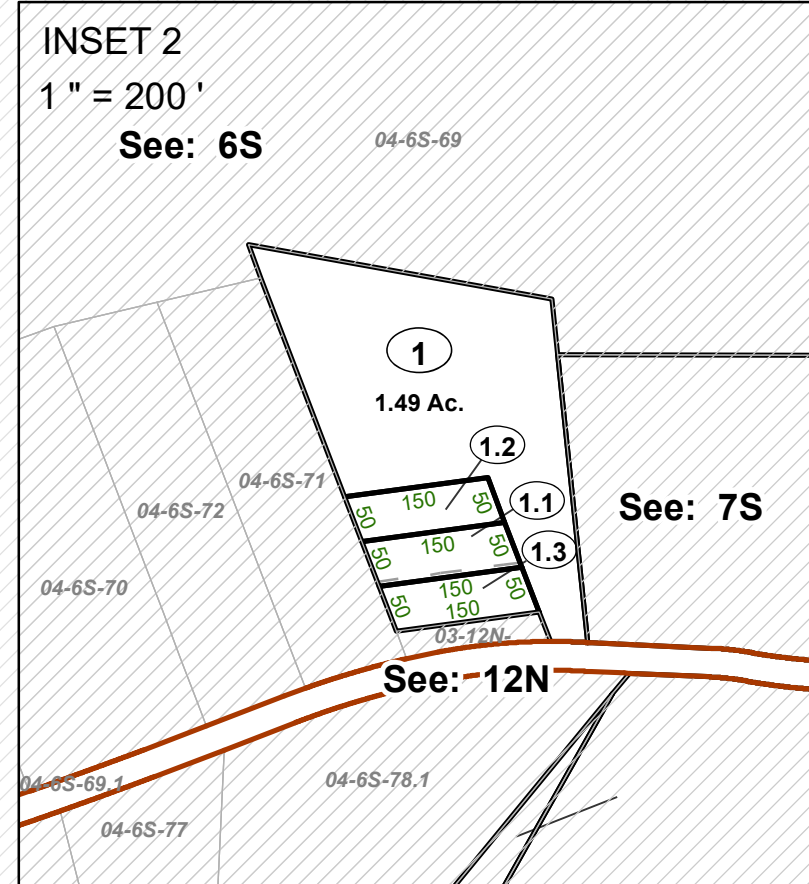 INSET 2
1 " = 200 '
See: 6S
04-6S-69
1
1.49 Ac.
1.2
04-6S-71
150
50
50
1.1
04-6S-72
See: 7S
150
50
50
1.3
04-6S-70
150
50
50
150
03-12N-
See: 12N
04-6S-69.1
04-6S-78.1
04-6S-77